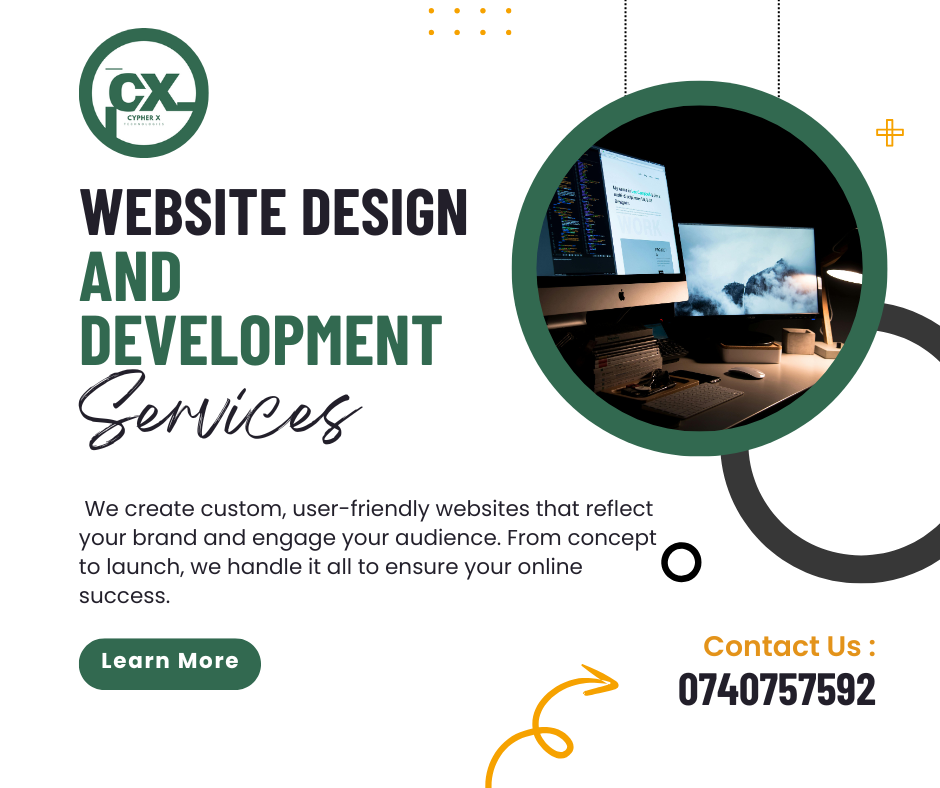 CX
CYPHER X
TECHNOLOGIES
WEBSITE DESIGN
AND
DEVELOPMENT
Services
WORK
We create custom, user-friendly websites that reflect
your brand and engage your audience. From concept
to launch, we handle it all to ensure your online
success.
Learn More
Contact Us :
0740757592